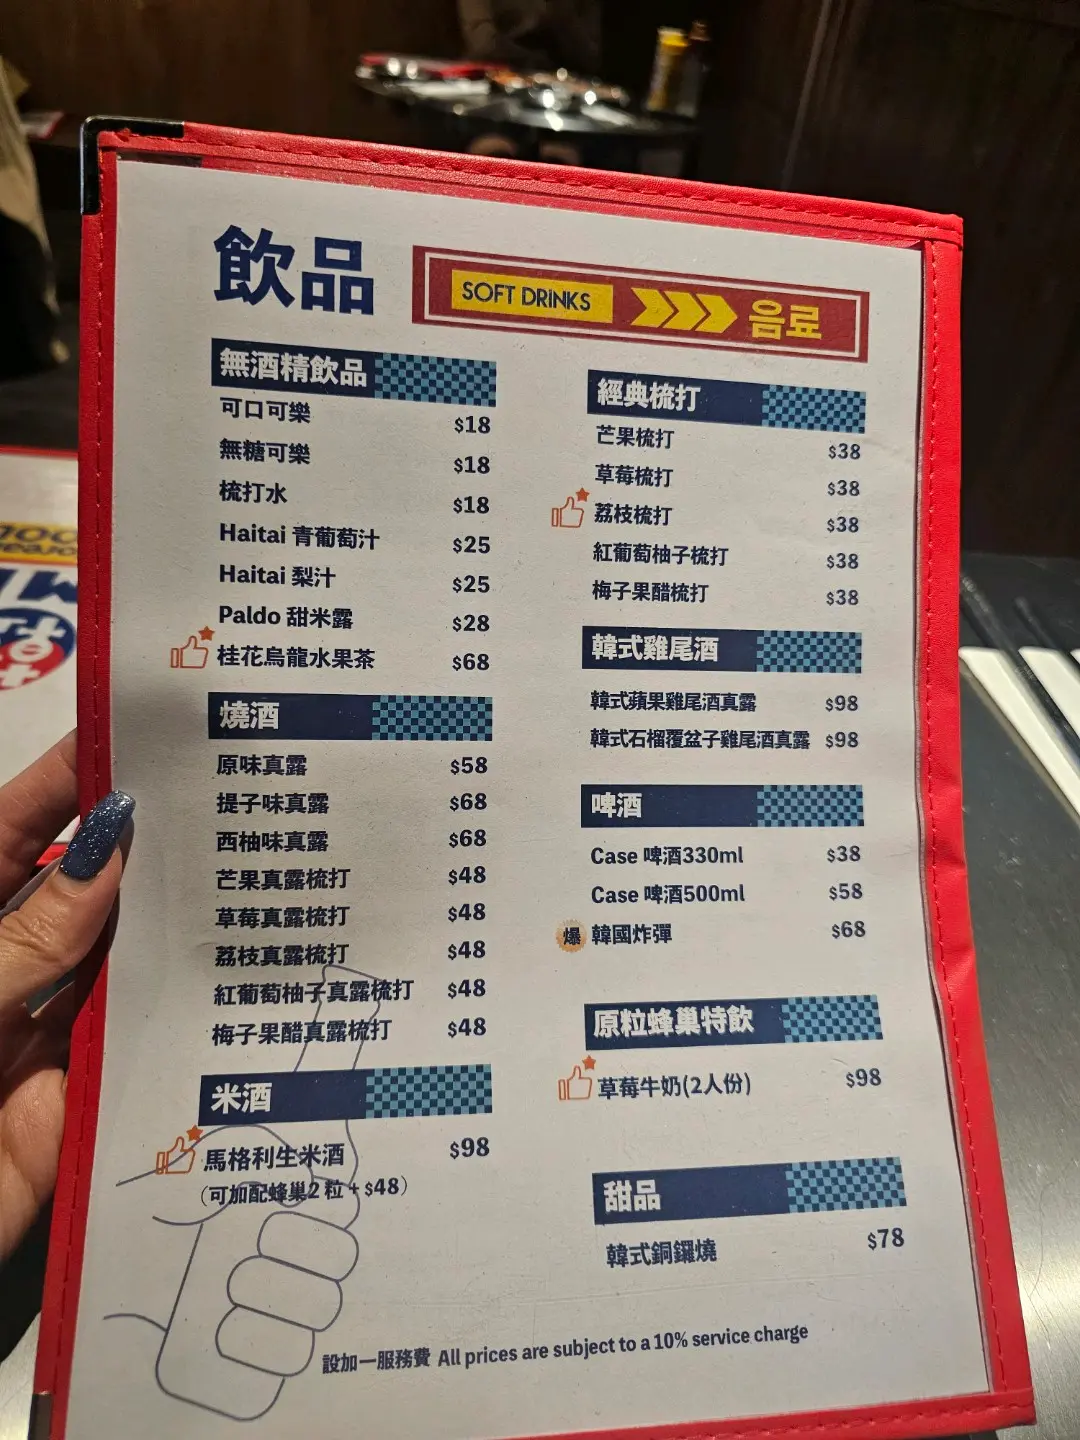 飲品
SOFT DRINKS 음료
無酒精飲品
可口可樂 $18
無糖可樂 $18
梳打水 $18
Haitai 青葡萄汁 $25
Haitai 梨汁 $25
Paldo 甜米露 $28
桂花烏龍水果茶 $68
燒酒
原味真露 $58
提子味真露 $68
西柚味真露 $68
芒果真露梳打 $48
草莓真露梳打 $48
荔枝真露梳打 $48
紅葡萄柚子真露梳打 $48
梅子果醋真露梳打 $48
米酒
馬格利生米酒 $98
（可加配蜂巢2 粒 + $48）
經典梳打
芒果梳打 $38
草莓梳打 $38
荔枝梳打 $38
紅葡萄柚子梳打 $38
梅子果醋梳打 $38
韓式雞尾酒
韓式蘋果雞尾酒真露 $98
韓式石榴覆盆子雞尾酒真露 $98
啤酒
Case 啤酒330ml $38
Case 啤酒500ml $58
爆 韓國炸彈 $68
原粒蜂巢特飲
草莓牛奶(2人份) $98
甜品
韓式銅鑼燒 $78
設加一服務費 All prices are subject to a 10% service charge